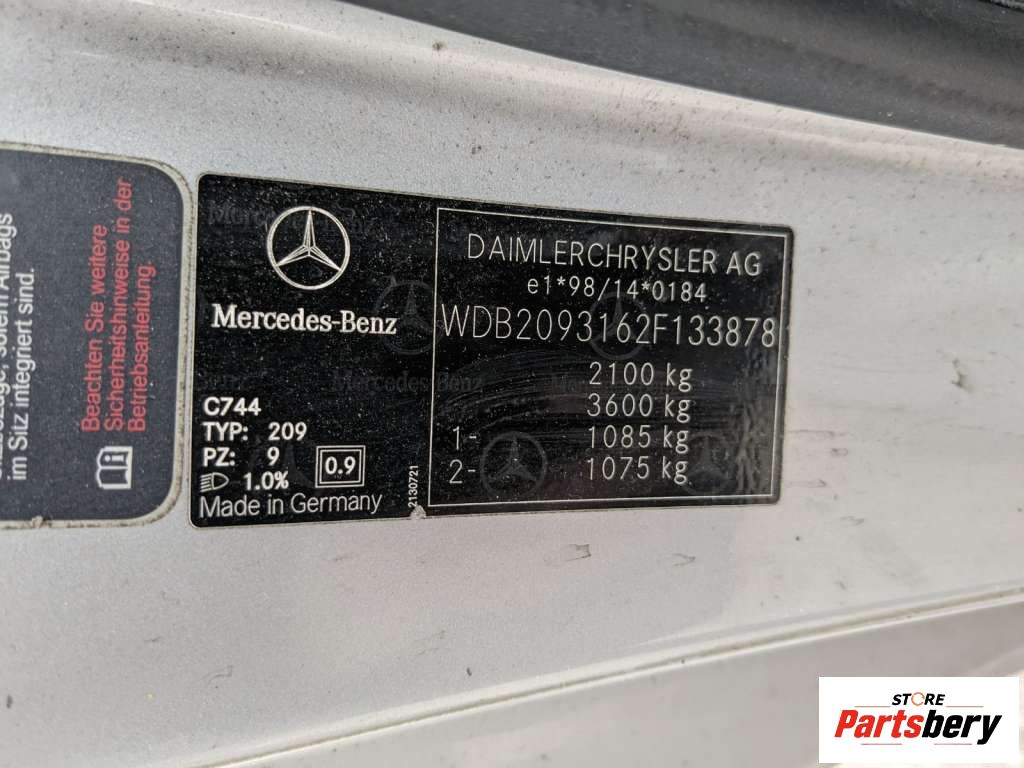 im Sitz integriert sind.
Beachten Sie weitere
Sicherheitshinweise in der
Betriebsanleitung.
Mercedes-Benz
C744
TYP: 209
PZ: 9
1.0%
0.9
Made in Germany
2130721
DAIMLERCHRYSLER AG
e1*98/14*0184
WDB2093162F133878
2100 kg
3600 kg
1- 1085 kg
2- 1075 kg
STORE
Partsbery